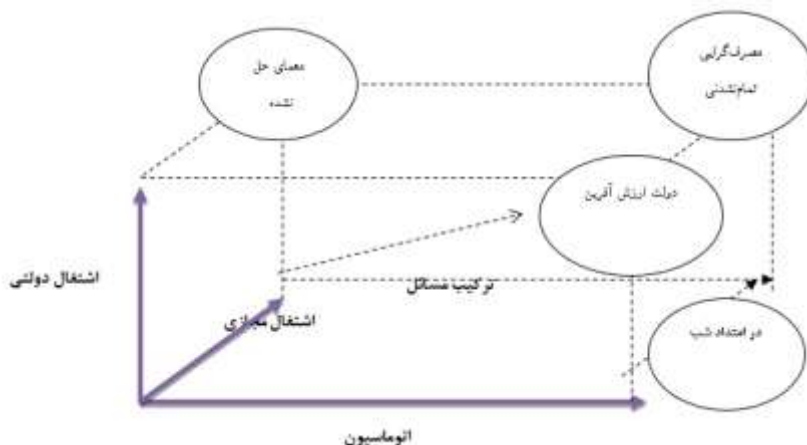 معمای حل
نشده
مصرف‌گرایی
تمام‌نشدنی
دولت ارزش آفرین
اشتغال دولتی
ترکیب مسائل
اشتغال مجازی
در امتداد شب
اتوماسیون